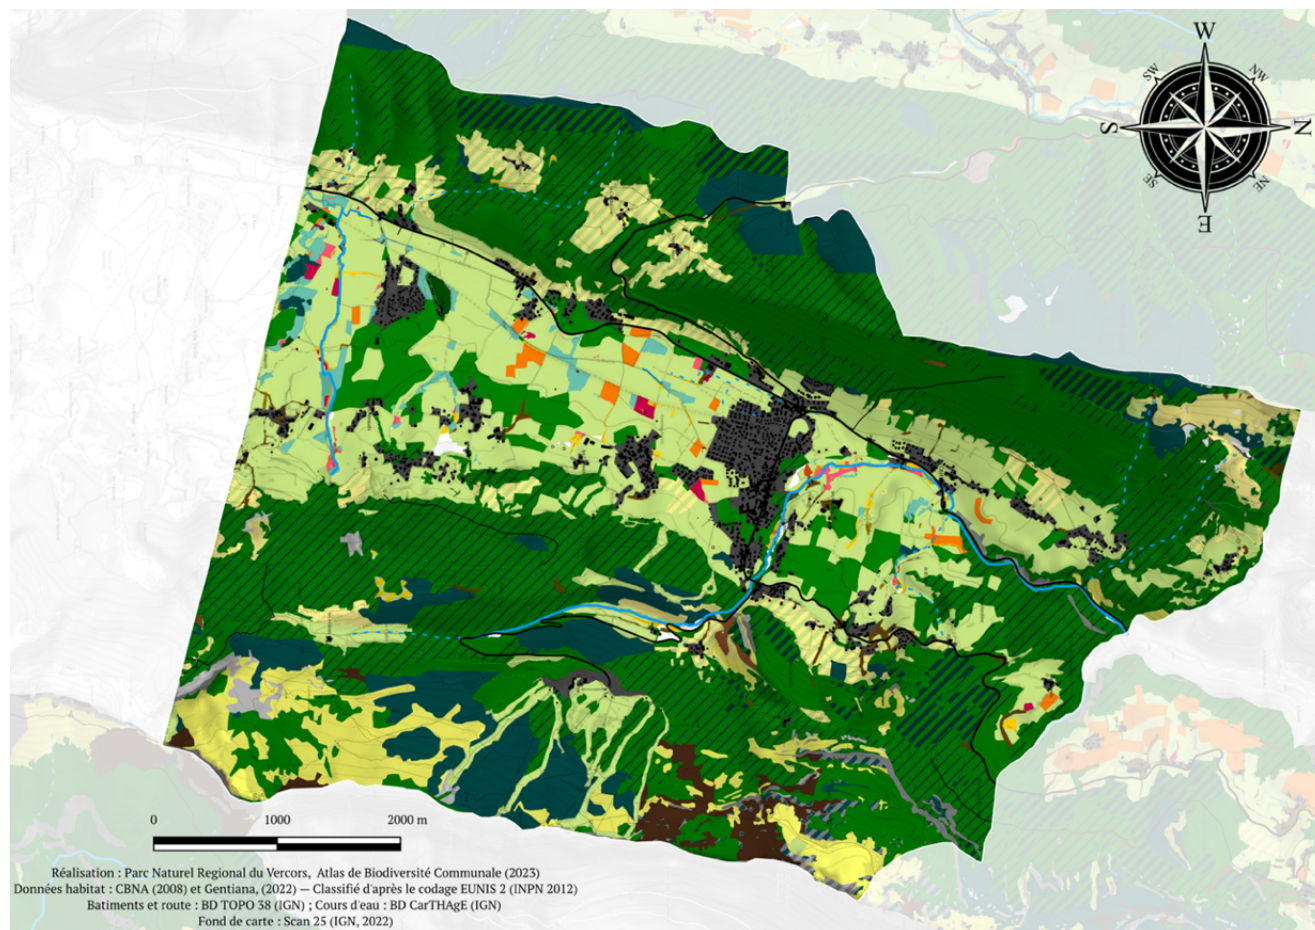 W
SW
NW
S
N
SE
NE
E
0 1000 2000 m
Réalisation : Parc Naturel Regional du Vercors, Atlas de Biodiversité Communale (2023)
Données habitat : CBNA (2008) et Gentiana, (2022) — Classifié d'après le codage EUNIS 2 (INPN 2012)
Batiments et route : BD TOPO 38 (IGN) ; Cours d'eau : BD CarTHAgE (IGN)
Fond de carte : Scan 25 (IGN, 2022)